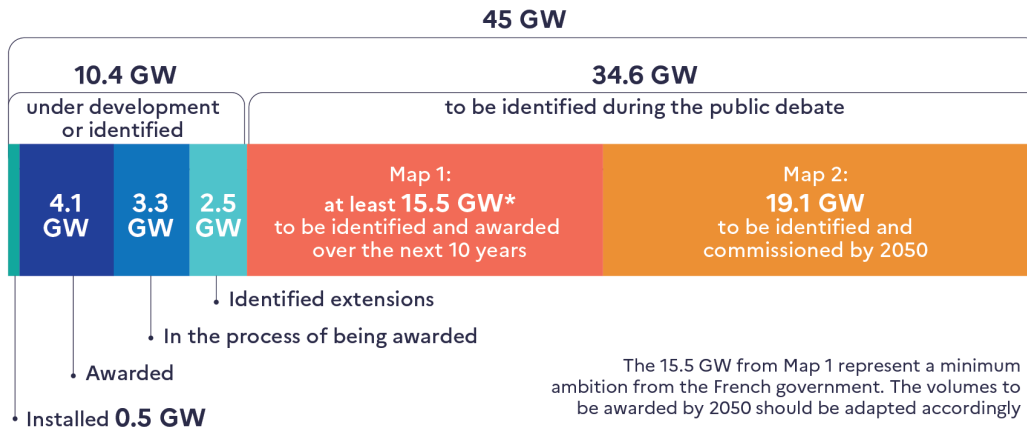 45 GW
10.4 GW
under development
or identified
34.6 GW
to be identified during the public debate
4.1
GW
3.3
GW
2.5
GW
Map 1:
at least 15.5 GW*
to be identified and awarded
over the next 10 years
Map 2:
19.1 GW
to be identified and
commissioned by 2050
Identified extensions
In the process of being awarded
Awarded
Installed 0.5 GW
The 15.5 GW from Map 1 represent a minimum
ambition from the French government. The volumes to
be awarded by 2050 should be adapted accordingly